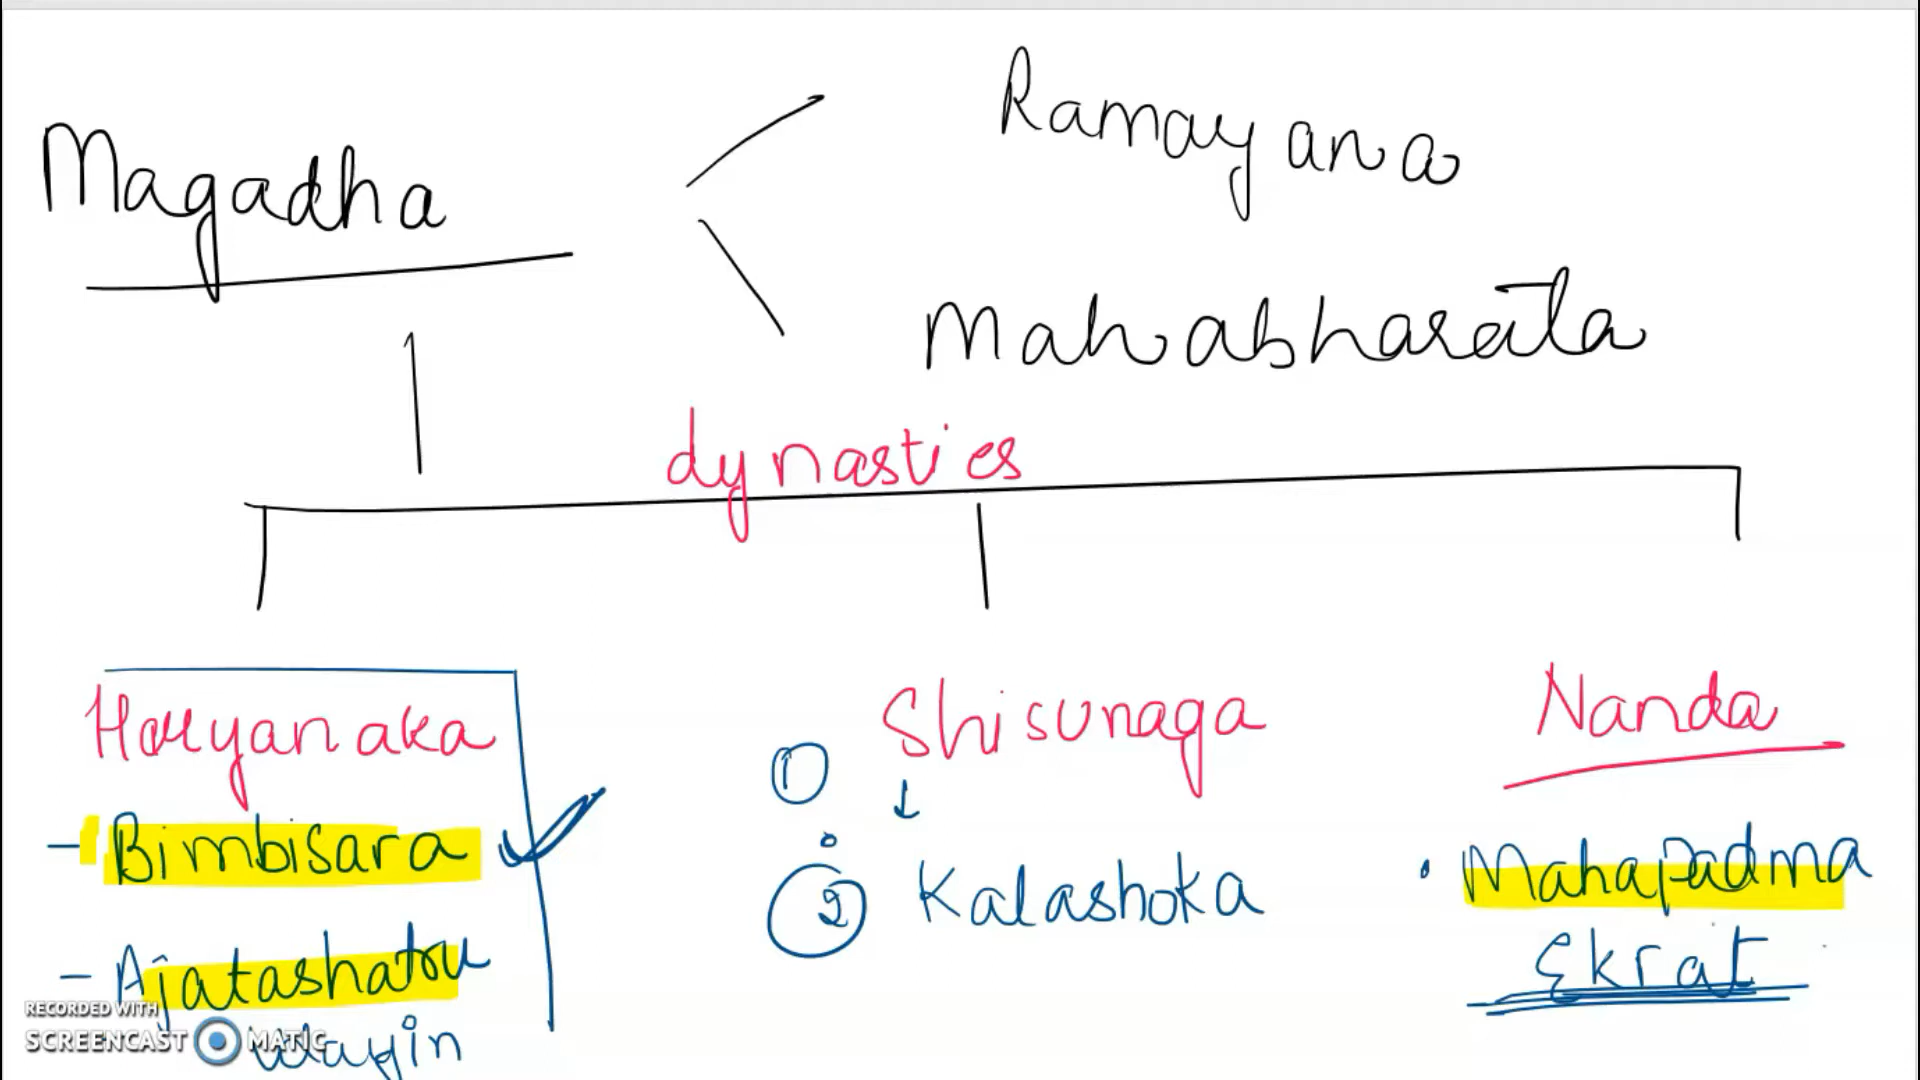 Magadha
Ramayana
Mahabharata
dynasties
Haryanaka
Shisunaga
Nanda
①
- Bimbisara
② Kalashoka
• Mahapadma
Ekrat
- Ajatashatru
RECORDED WITH
SCREENCAST MATIC